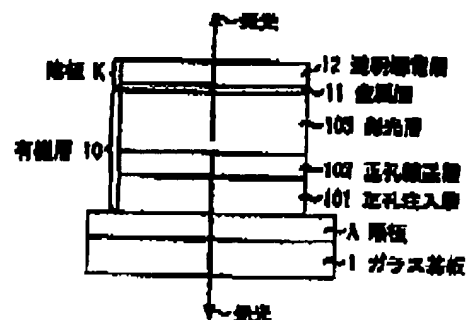 発光
陰極 K
12 透明導電層
11 金属層
103 発光層
有機層 10
102 正孔輸送層
101 正孔注入層
A 陽極
1 ガラス基板
発光